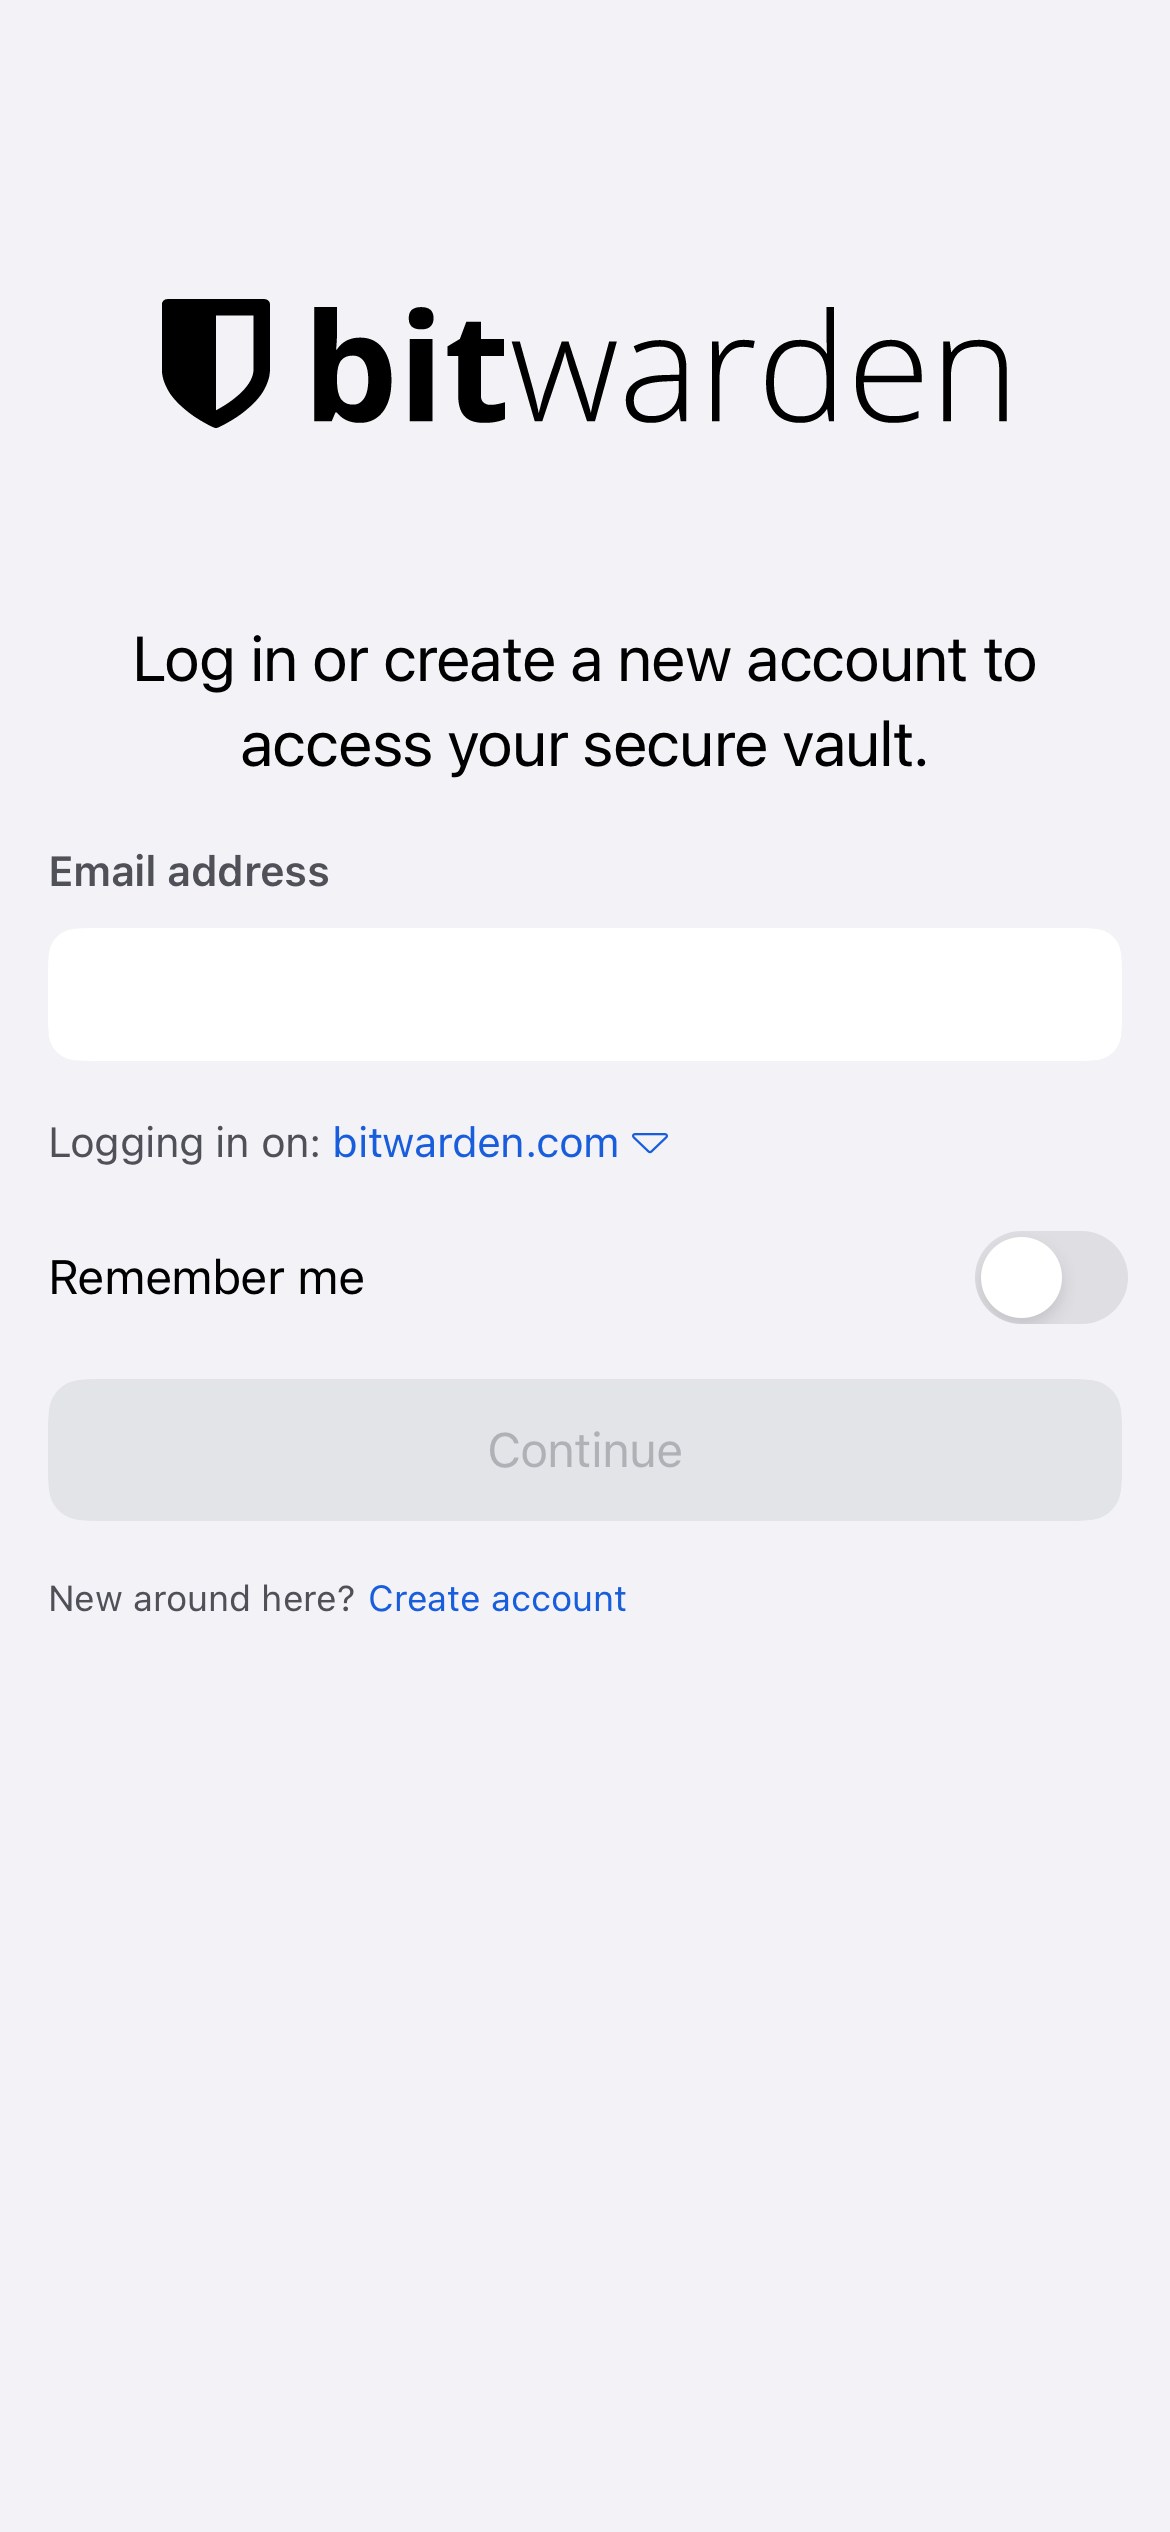 bitwarden
Log in or create a new account to
access your secure vault.
Email address
Logging in on: bitwarden.com
Remember me
Continue
New around here? Create account